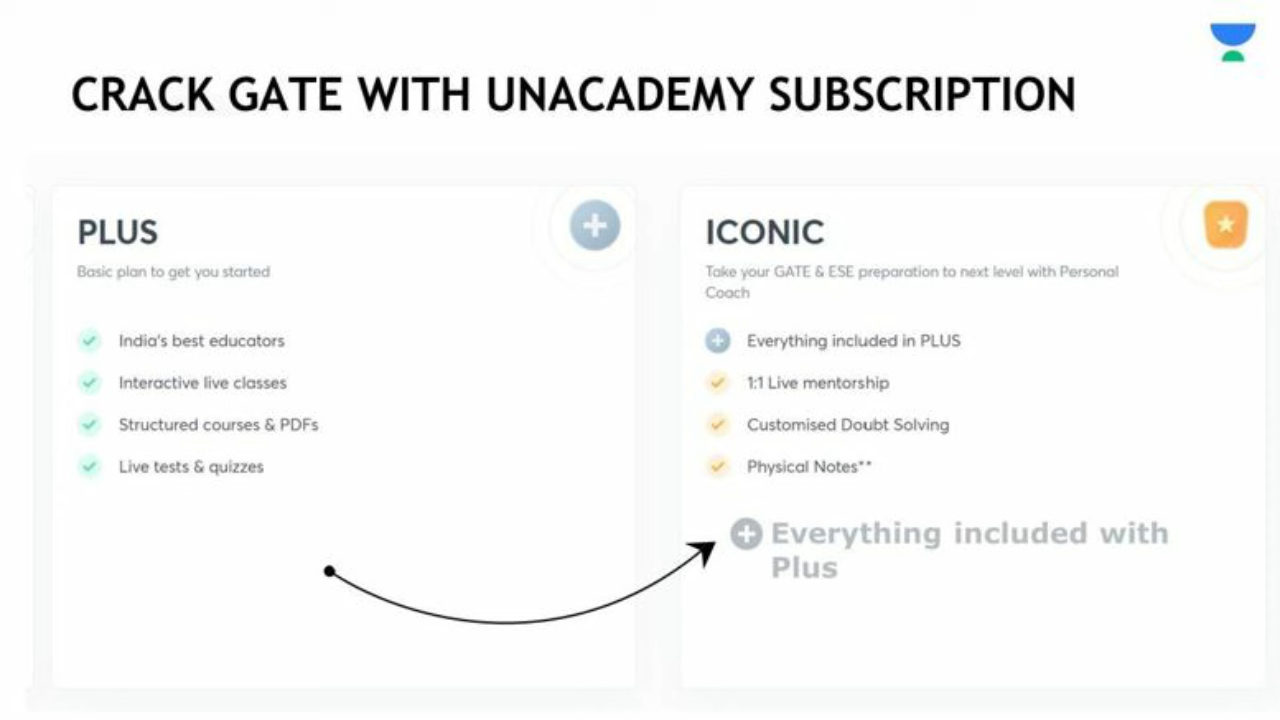 CRACK GATE WITH UNACADEMY SUBSCRIPTION
PLUS
Basic plan to get you started
India's best educators
Interactive live classes
Structured courses & PDFs
Live tests & quizzes
ICONIC
Take your GATE & ESE preparation to next level with Personal
Coach
Everything included in PLUS
1:1 Live mentorship
Customised Doubt Solving
Physical Notes**
Everything included with
Plus